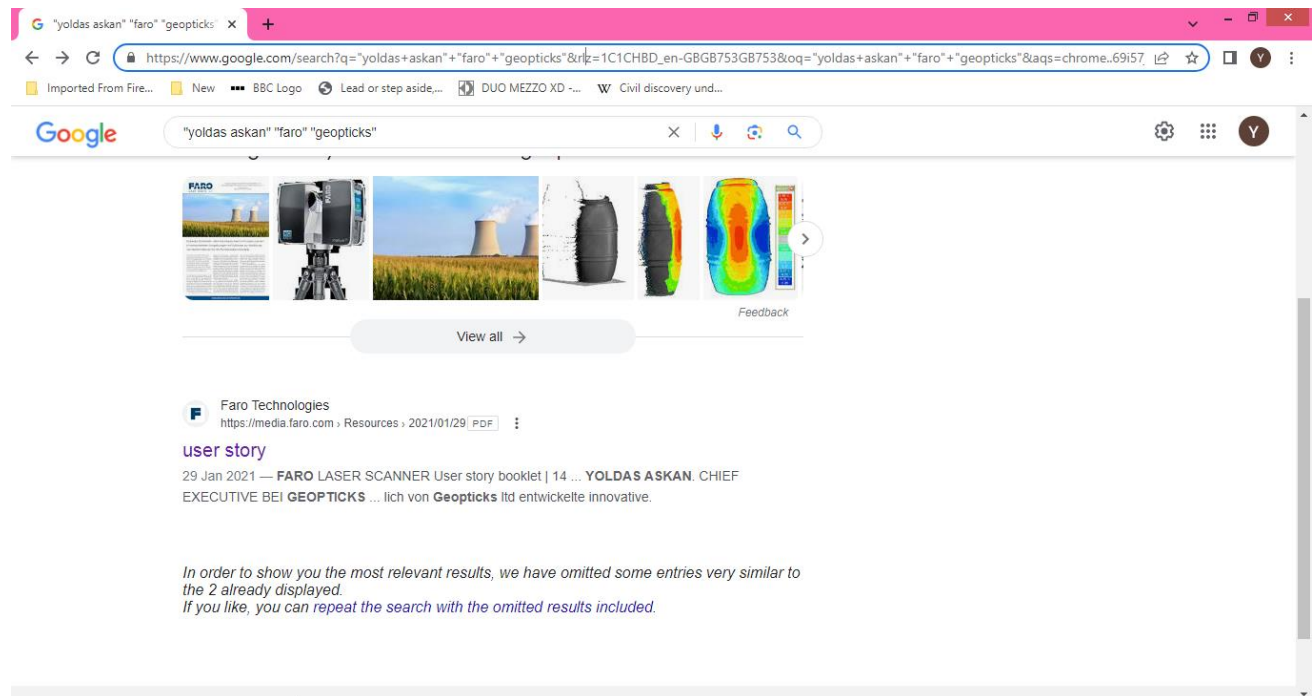 "yoldas askan" "faro" "geopticks"
https://www.google.com/search?q="yoldas+askan"+"faro"+"geopticks"&rlz=1C1CHBD_en-GBGB753GB753&oq="yoldas+askan"+"faro"+"geopticks"&aqs=chrome..69i57
Y
Imported From Fire... New BBC Logo Lead or step aside,... DUO MEZZO XD -... W Civil discovery und...
Google "yoldas askan" "faro" "geopticks" Y
FARO
Feedback
View all →
Faro Technologies
https://media.faro.com › Resources › 2021/01/29 PDF
user story
29 Jan 2021 — FARO LASER SCANNER User story booklet | 14 ... YOLDAS ASKAN. CHIEF
EXECUTIVE BEI GEOPTICKS ... lich von Geopticks ltd entwickelte innovative.
In order to show you the most relevant results, we have omitted some entries very similar to
the 2 already displayed.
If you like, you can repeat the search with the omitted results included.